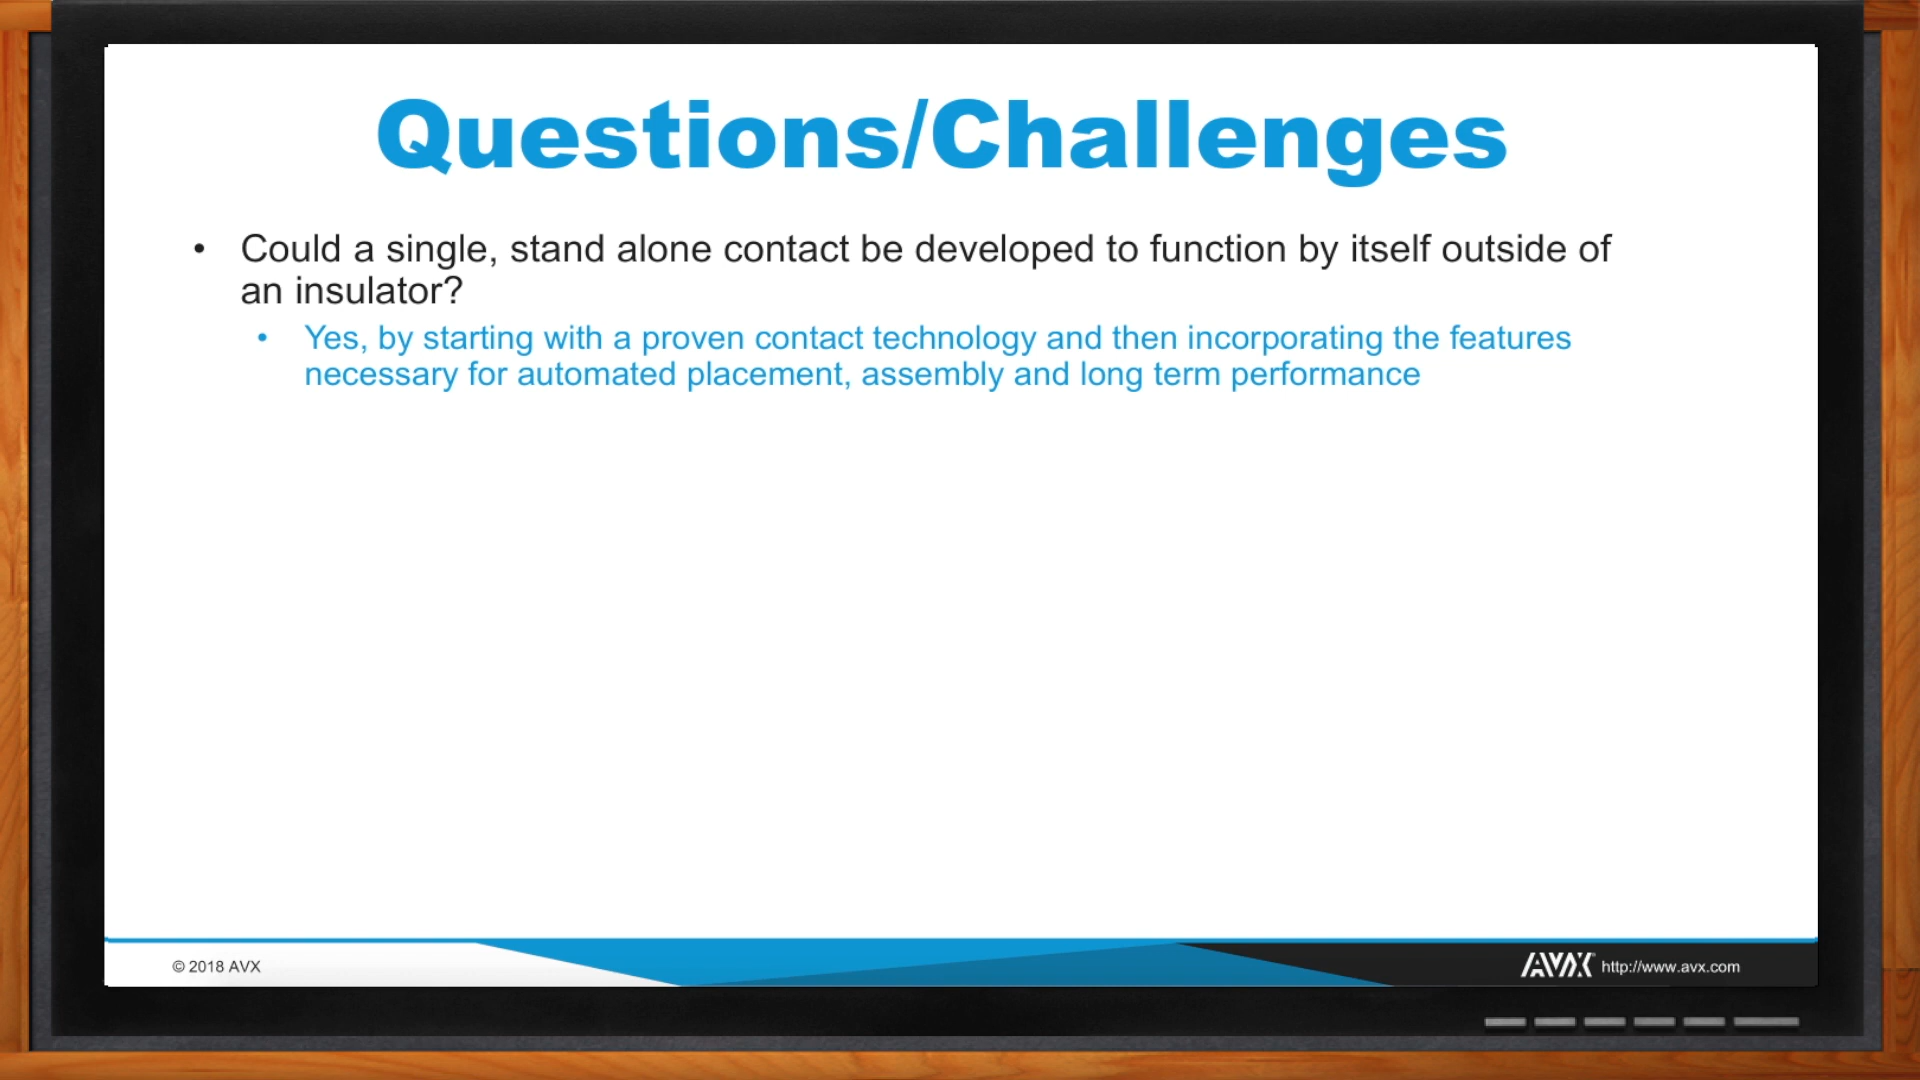 Questions/Challenges
• Could a single, stand alone contact be developed to function by itself outside of
an insulator?
• Yes, by starting with a proven contact technology and then incorporating the features
necessary for automated placement, assembly and long term performance
© 2018 AVX
AVX http://www.avx.com